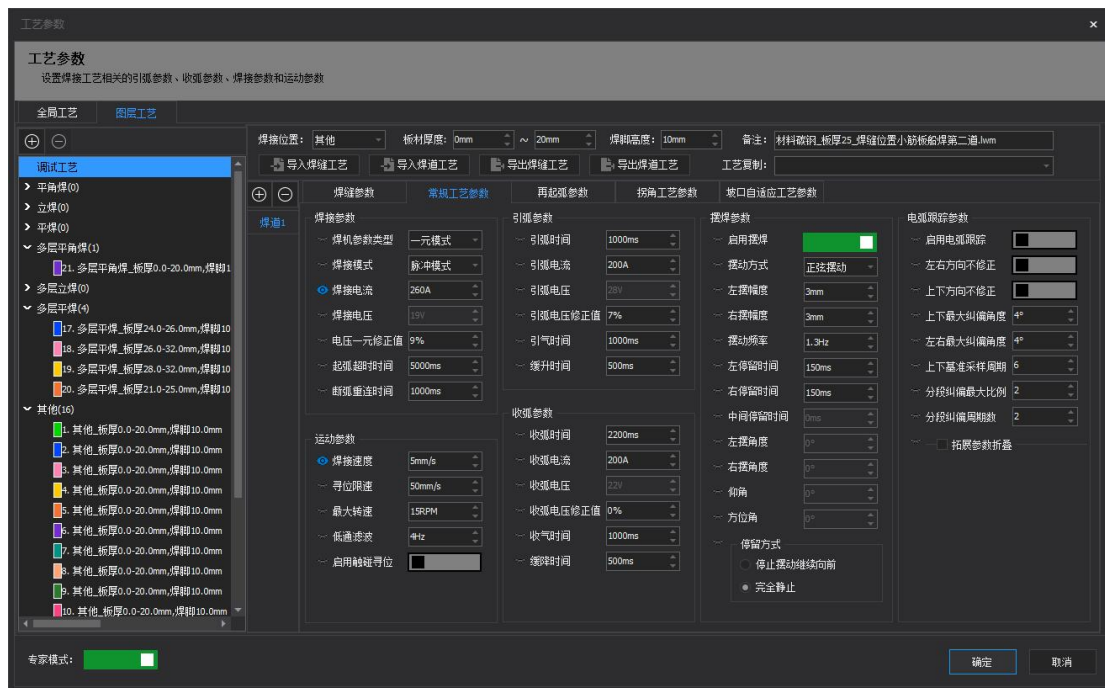 工艺参数
工艺参数
设置焊接工艺相关的引弧参数、收弧参数、焊接参数和运动参数
全局工艺 图层工艺
焊接位置: 其他 板材厚度: 0mm ~ 20mm 焊脚高度: 10mm 备注: 材料碳钢_板厚25_焊缝位置小筋板船焊第二道.lwm
导入焊缝工艺 导入焊道工艺 导出焊缝工艺 导出焊道工艺 工艺复制:
调试工艺
平角焊(0)
立焊(0)
平焊(0)
多层平角焊(1)
21. 多层平角焊_板厚0.0-20.0mm,焊脚1
多层立焊(0)
多层平焊(4)
17. 多层平焊_板厚24.0-26.0mm,焊脚10
18. 多层平焊_板厚26.0-32.0mm,焊脚10
19. 多层平焊_板厚28.0-32.0mm,焊脚10
20. 多层平焊_板厚21.0-25.0mm,焊脚10
其他(16)
1. 其他_板厚0.0-20.0mm,焊脚10.0mm
2. 其他_板厚0.0-20.0mm,焊脚10.0mm
3. 其他_板厚0.0-20.0mm,焊脚10.0mm
4. 其他_板厚0.0-20.0mm,焊脚10.0mm
5. 其他_板厚0.0-20.0mm,焊脚10.0mm
6. 其他_板厚0.0-20.0mm,焊脚10.0mm
7. 其他_板厚0.0-20.0mm,焊脚10.0mm
8. 其他_板厚0.0-20.0mm,焊脚10.0mm
9. 其他_板厚0.0-20.0mm,焊脚10.0mm
10. 其他_板厚0.0-20.0mm,焊脚10.0mm
焊缝参数 常规工艺参数 再起弧参数 拐角工艺参数 坡口自适应工艺参数
焊道1
焊接参数
焊机参数类型 一元模式
焊接模式 脉冲模式
焊接电流 260A
焊接电压 19V
电压一元修正值 9%
起弧超时时间 5000ms
断弧重连时间 1000ms
运动参数
焊接速度 5mm/s
寻位限速 50mm/s
最大转速 15RPM
低通滤波 4Hz
启用触碰寻位
引弧参数
引弧时间 1000ms
引弧电流 200A
引弧电压 28V
引弧电压修正值 7%
引气时间 1000ms
缓升时间 500ms
收弧参数
收弧时间 2200ms
收弧电流 200A
收弧电压 22V
收弧电压修正值 0%
收气时间 1000ms
缓降时间 500ms
摆焊参数
启用摆焊
摆动方式 正弦摆动
左摆幅度 3mm
右摆幅度 3mm
摆动频率 1.3Hz
左停留时间 150ms
右停留时间 150ms
中间停留时间 0ms
左摆角度 0°
右摆角度 0°
仰角 0°
方位角 0°
停留方式
停止摆动继续向前
完全静止
电弧跟踪参数
启用电弧跟踪
左右方向不修正
上下方向不修正
上下最大纠偏角度 4°
左右最大纠偏角度 4°
上下基准采样周期 6
分段纠偏最大比例 2
分段纠偏周期数 2
拓展参数折叠
专家模式:
确定 取消